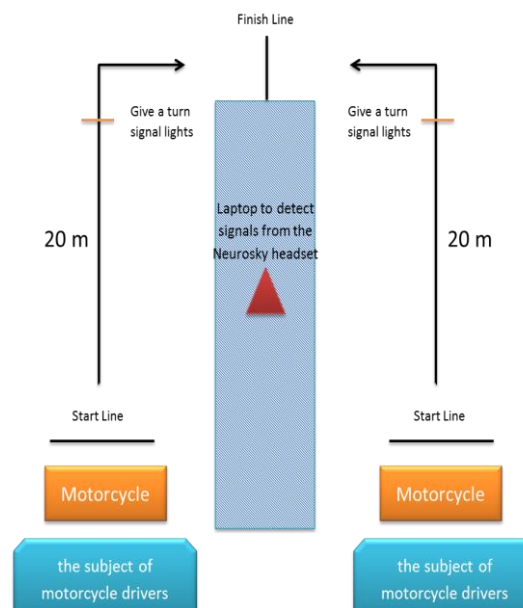 Finish Line
Give a turn
signal lights
Give a turn
signal lights
Laptop to detect
signals from the
Neurosky headset
20 m
20 m
Start Line
Start Line
Motorcycle
Motorcycle
the subject of
motorcycle drivers
the subject of
motorcycle drivers